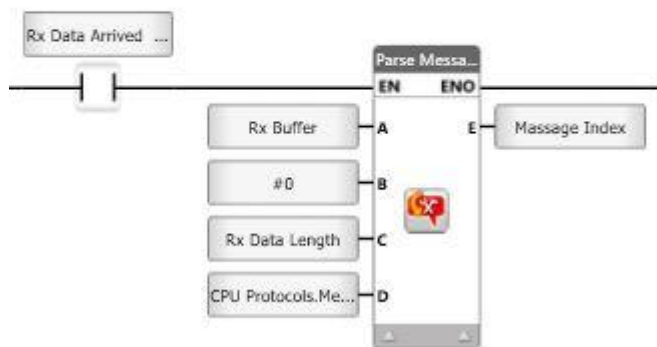 Rx Data Arrived ...
Parse Messa...
EN ENO
Rx Buffer A E Massage Index
#0 B
Rx Data Length C
CPU Protocols.Me... D